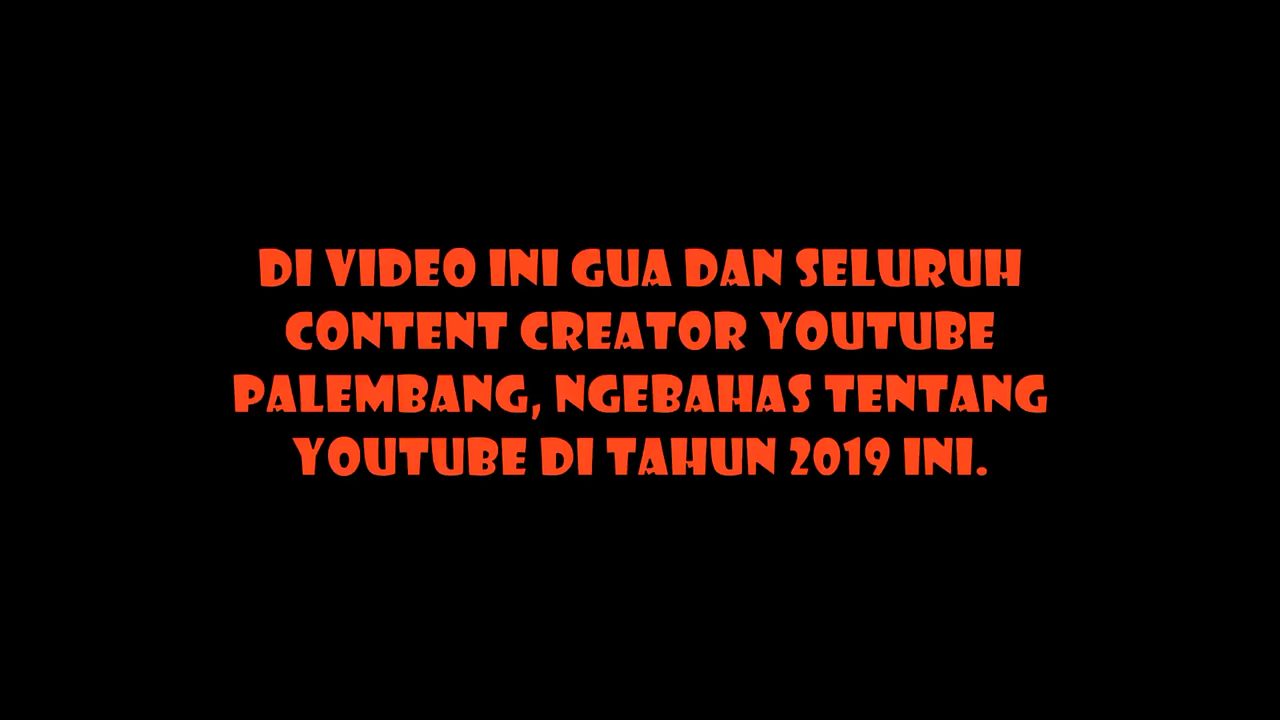 DI VIDEO INI GUA DAN SELURUH
CONTENT CREATOR YOUTUBE
PALEMBANG, NGEBAHAS TENTANG
YOUTUBE DI TAHUN 2019 INI.